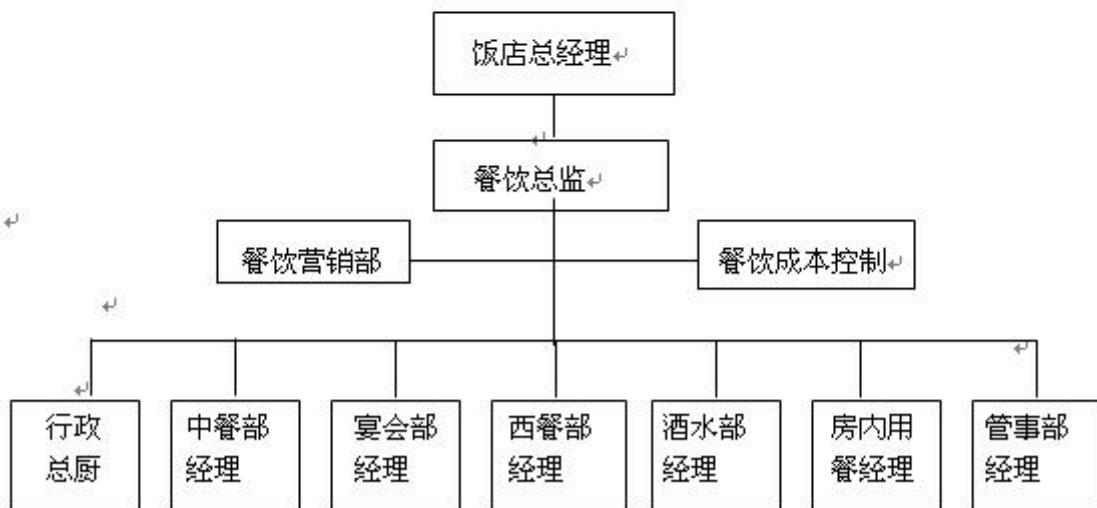 饭店总经理
餐饮总监
餐饮营销部
餐饮成本控制
行政
总厨
中餐部
经理
宴会部
经理
西餐部
经理
酒水部
经理
房内用
餐经理
管事部
经理